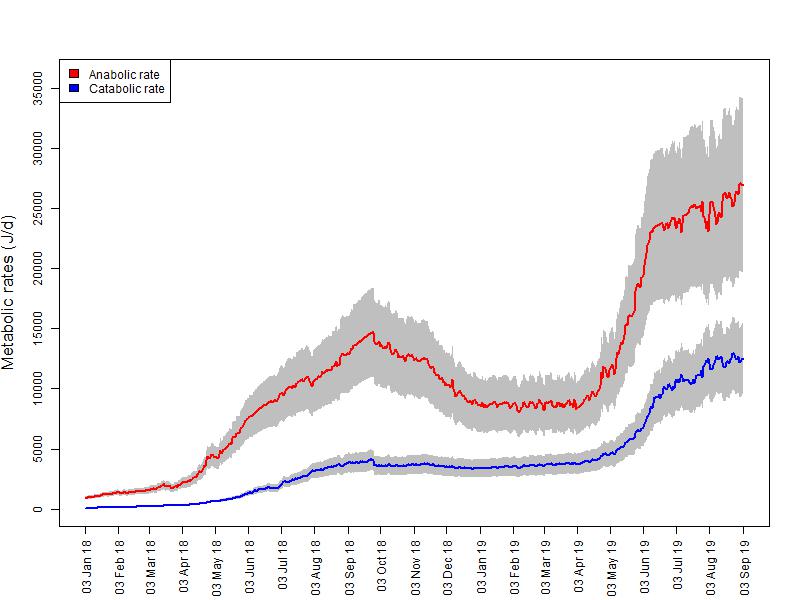 Anabolic rate
Catabolic rate
Metabolic rates (J/d)
35000
30000
25000
20000
15000
10000
5000
0
03 Jan 18
03 Feb 18
03 Mar 18
03 Apr 18
03 May 18
03 Jun 18
03 Jul 18
03 Aug 18
03 Sep 18
03 Oct 18
03 Nov 18
03 Dec 18
03 Jan 19
03 Feb 19
03 Mar 19
03 Apr 19
03 May 19
03 Jun 19
03 Jul 19
03 Aug 19
03 Sep 19